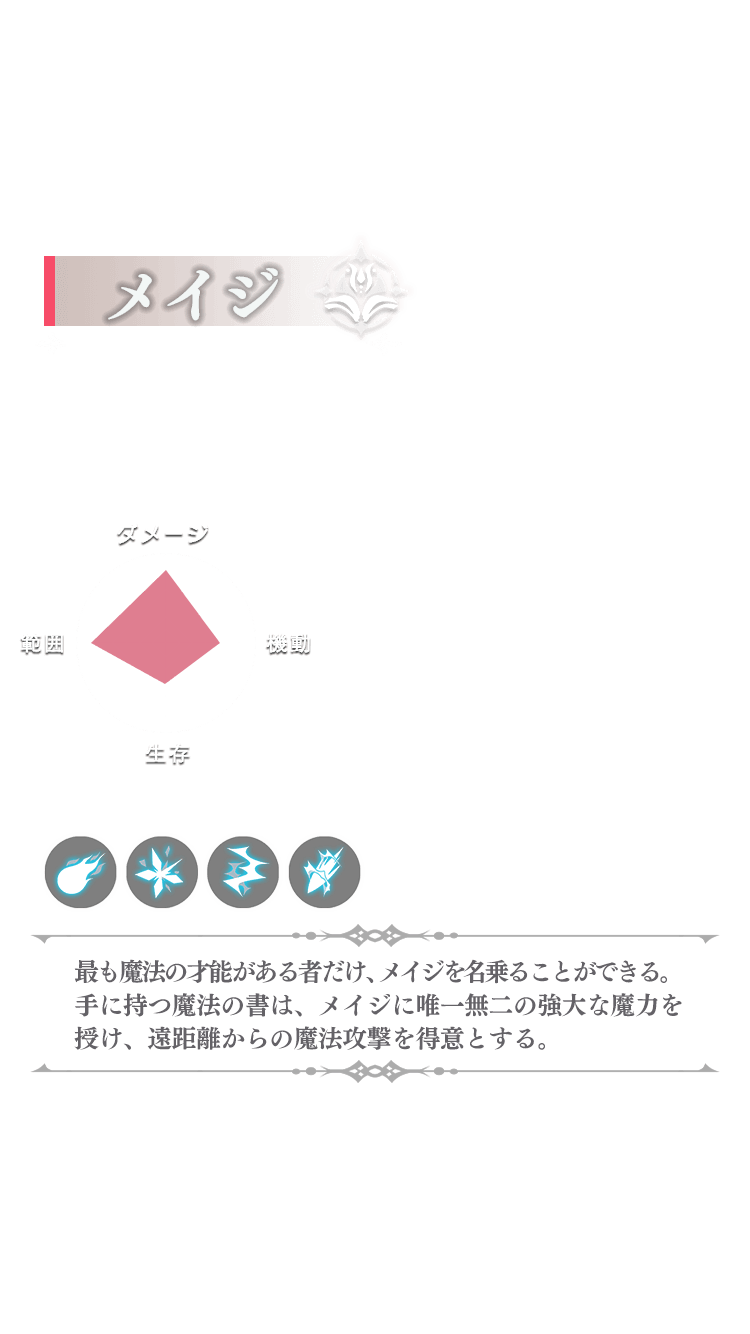 メイジ
ダメージ
範囲
機動
生存
最も魔法の才能がある者だけ、メイジを名乗ることができる。
手に持つ魔法の書は、メイジに唯一無二の強大な魔力を
授け、遠距離からの魔法攻撃を得意とする。